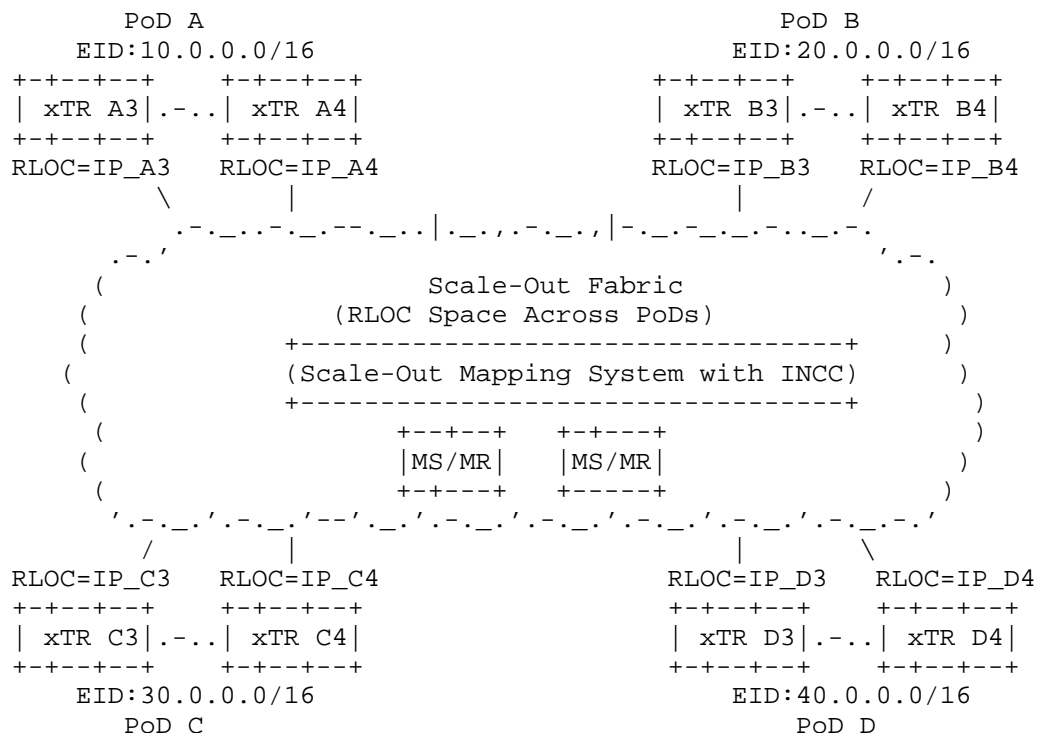 PoD A PoD B
EID:10.0.0.0/16 EID:20.0.0.0/16
+-+--+--+ +-+--+--+ +-+--+--+ +-+--+--+
| xTR A3|.-..| xTR A4| | xTR B3|.-..| xTR B4|
+-+--+--+ +-+--+--+ +-+--+--+ +-+--+--+
RLOC=IP_A3 RLOC=IP_A4 RLOC=IP_B3 RLOC=IP_B4
\ | | /
.-._..-._.--._..|._.,.-._.,|-._.-_._.-.._.-.
.-.' '.-.
( Scale-Out Fabric )
( (RLOC Space Across PoDs) )
( +----------------------------------+ )
( (Scale-Out Mapping System with INCC) )
( +----------------------------------+ )
( +--+--+ +-+---+ )
( |MS/MR| |MS/MR| )
( +-+---+ +-----+ )
'.-._.'.-._.'--'._.'.-._.'.-._.'.-._.'.-._.'.-._.-.'
/ | | \
RLOC=IP_C3 RLOC=IP_C4 RLOC=IP_D3 RLOC=IP_D4
+-+--+--+ +-+--+--+ +-+--+--+ +-+--+--+
| xTR C3|.-..| xTR C4| | xTR D3|.-..| xTR D4|
+-+--+--+ +-+--+--+ +-+--+--+ +-+--+--+
EID:30.0.0.0/16 EID:40.0.0.0/16
PoD C PoD D